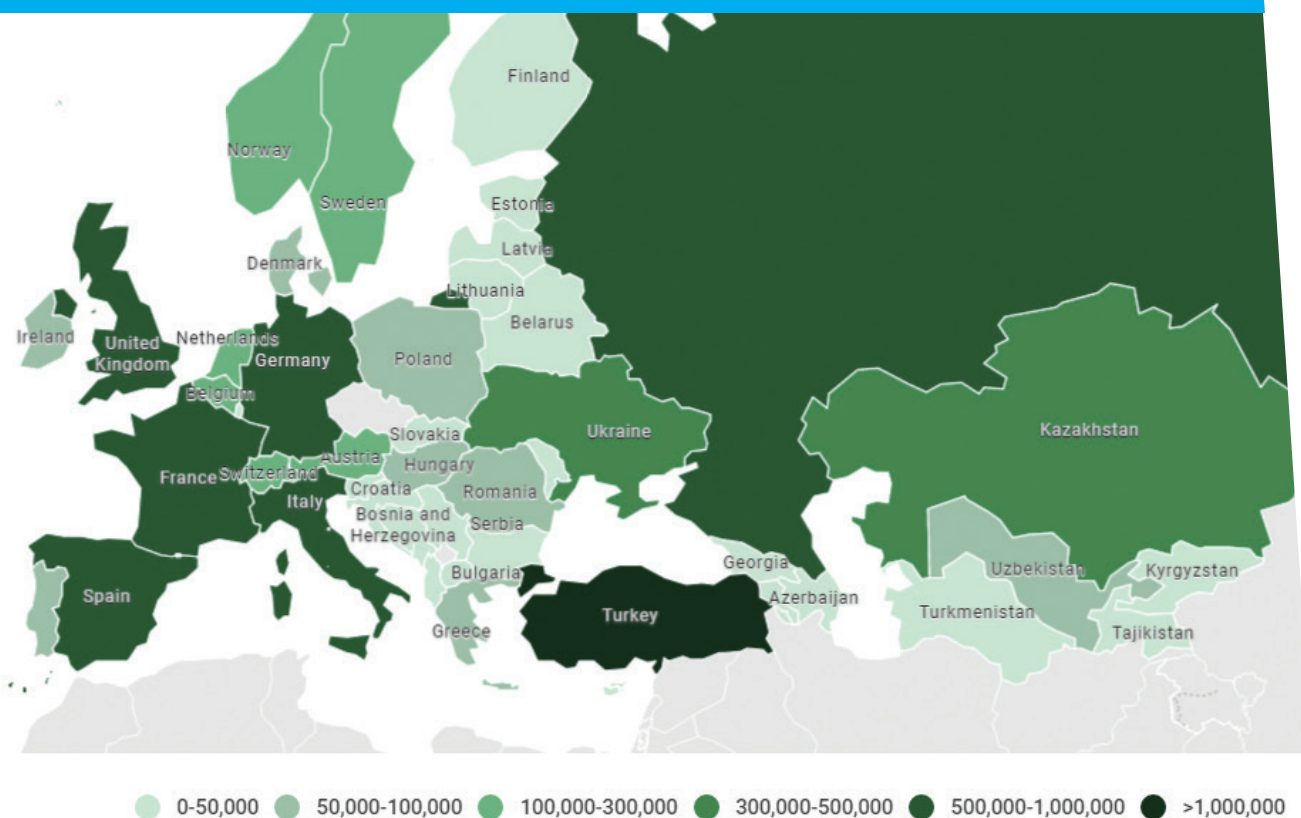 Finland
Norway
Sweden
Estonia
Latvia
Denmark
Lithuania
Belarus
Ireland
United
Kingdom
Netherlands
Germany
Poland
Belgium
Slovakia
Ukraine
Kazakhstan
France
Switzerland
Austria
Hungary
Italy
Croatia
Romania
Bosnia and
Herzegovina
Serbia
Spain
Bulgaria
Georgia
Uzbekistan
Kyrgyzstan
Greece
Turkey
Azerbaijan
Turkmenistan
Tajikistan
0-50,000 50,000-100,000 100,000-300,000 300,000-500,000 500,000-1,000,000 >1,000,000